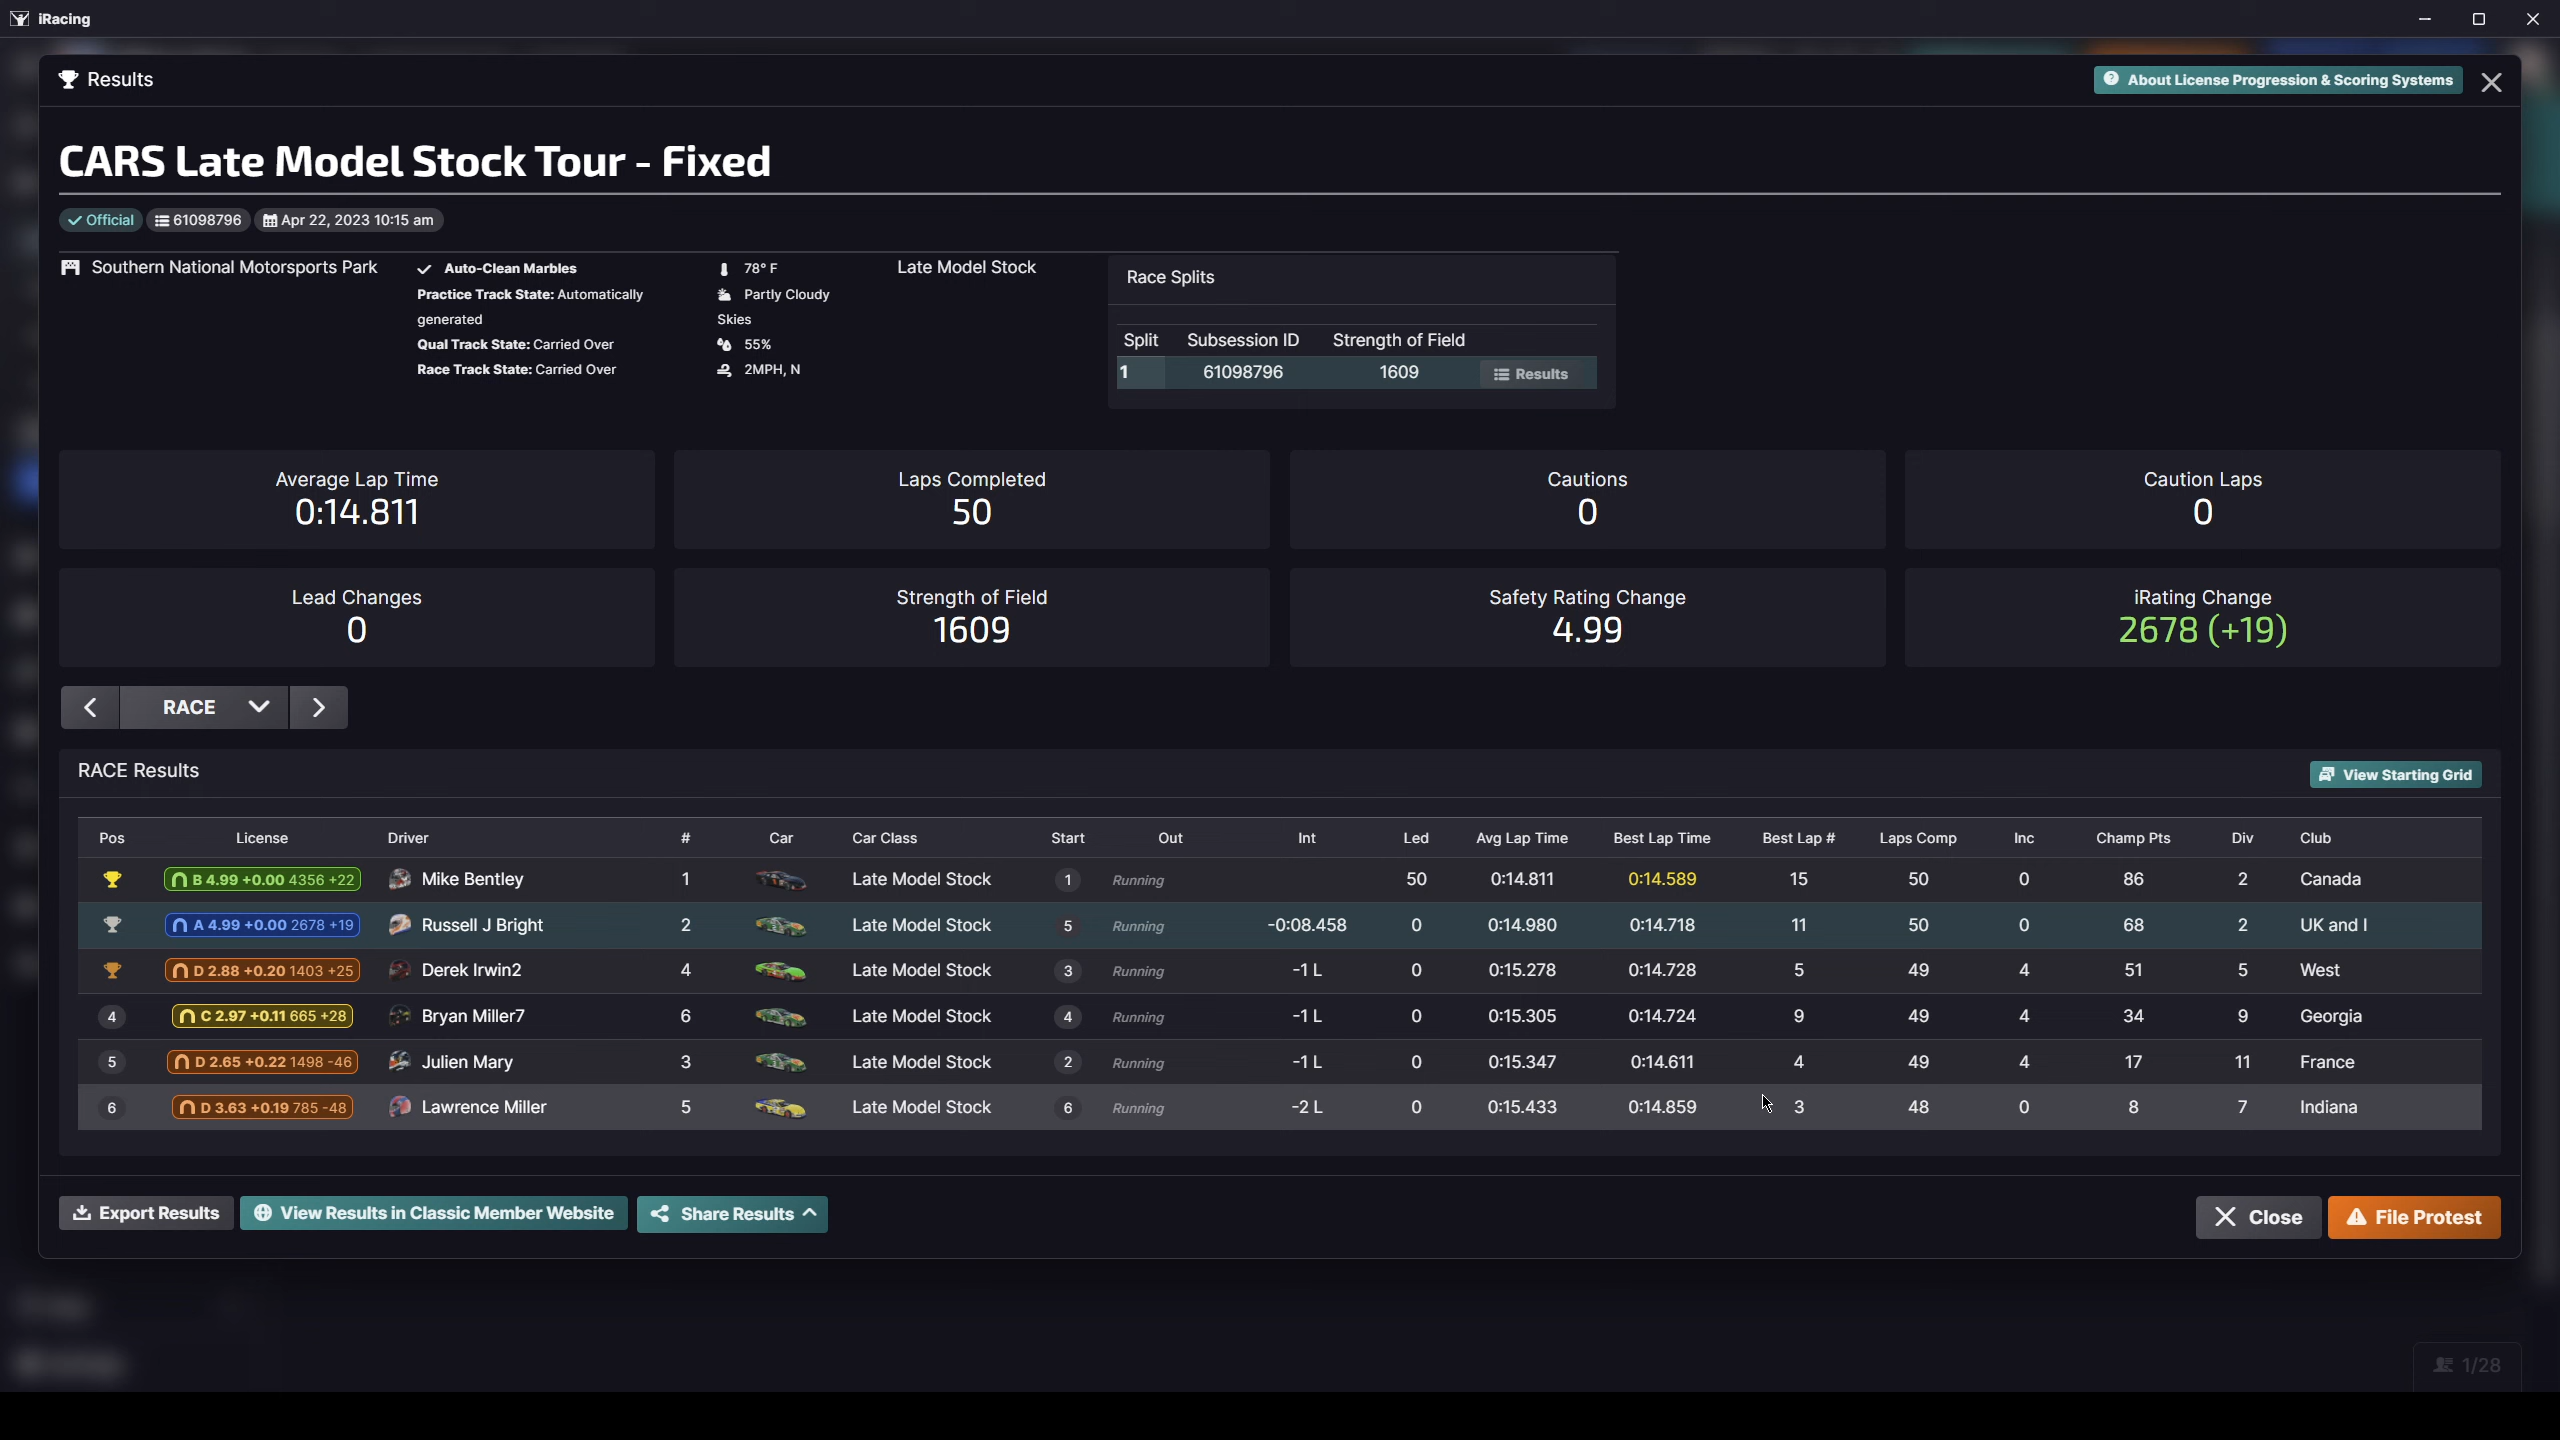 iRacing
Results
About License Progression & Scoring Systems
CARS Late Model Stock Tour - Fixed
Official 61098796 Apr 22, 2023 10:15 am
Southern National Motorsports Park
Auto-Clean Marbles
Practice Track State: Automatically
generated
Qual Track State: Carried Over
Race Track State: Carried Over
78° F
Partly Cloudy
Skies
55%
2MPH, N
Late Model Stock
Race Splits
Split Subsession ID Strength of Field
1 61098796 1609 Results
Average Lap Time
0:14.811
Laps Completed
50
Cautions
0
Caution Laps
0
Lead Changes
0
Strength of Field
1609
Safety Rating Change
4.99
iRating Change
2678 (+19)
RACE
RACE Results
View Starting Grid
Pos License Driver # Car Car Class Start Out Int Led Avg Lap Time Best Lap Time Best Lap # Laps Comp Inc Champ Pts Div Club
B 4.99 +0.00 4356 +22 Mike Bentley 1 Late Model Stock 1 Running 50 0:14.811 0:14.589 15 50 0 86 2 Canada
A 4.99 +0.00 2678 +19 Russell J Bright 2 Late Model Stock 5 Running -0:08.458 0 0:14.980 0:14.718 11 50 0 68 2 UK and I
D 2.88 +0.20 1403 +25 Derek Irwin2 4 Late Model Stock 3 Running -1 L 0 0:15.278 0:14.728 5 49 4 51 5 West
4 C 2.97 +0.11 665 +28 Bryan Miller7 6 Late Model Stock 4 Running -1 L 0 0:15.305 0:14.724 9 49 4 34 9 Georgia
5 D 2.65 +0.22 1498 -46 Julien Mary 3 Late Model Stock 2 Running -1 L 0 0:15.347 0:14.611 4 49 4 17 11 France
6 D 3.63 +0.19 785 -48 Lawrence Miller 5 Late Model Stock 6 Running -2 L 0 0:15.433 0:14.859 3 48 0 8 7 Indiana
Export Results
View Results in Classic Member Website
Share Results
Close
File Protest
1/28